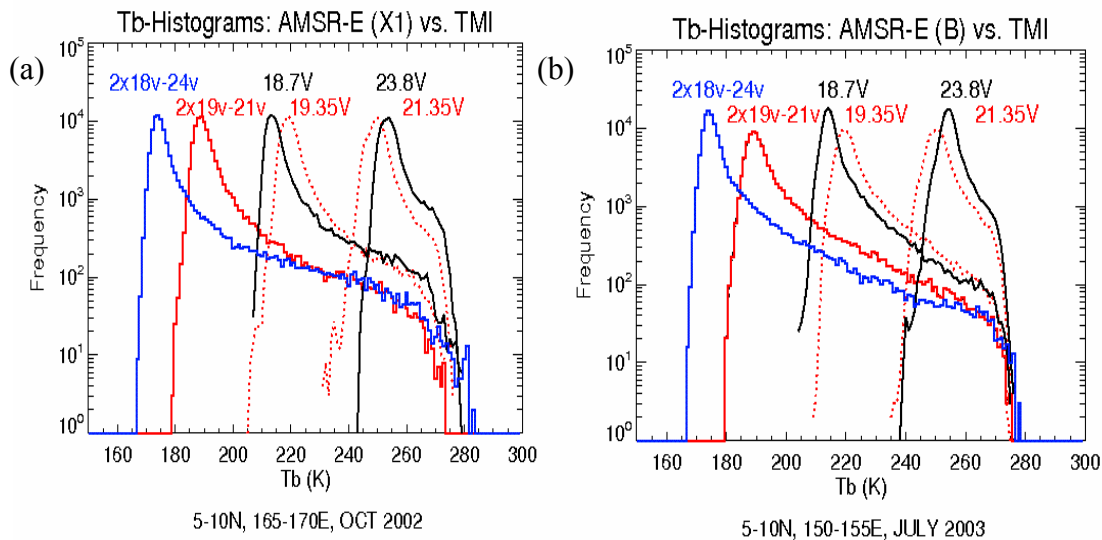 (a)
Tb-Histograms: AMSR-E (X1) vs. TMI
10^5
10^4
10^3
10^2
10^1
10^0
Frequency
2x18v-24v
2x19v-21v
18.7V
19.35V
23.8V
21.35V
160 180 200 220 240 260 280 300
Tb (K)
5-10N, 165-170E, OCT 2002
(b)
Tb-Histograms: AMSR-E (B) vs. TMI
10^5
10^4
10^3
10^2
10^1
10^0
Frequency
2x18v-24v
2x19v-21v
18.7V
19.35V
23.8V
21.35V
160 180 200 220 240 260 280 300
Tb (K)
5-10N, 150-155E, JULY 2003